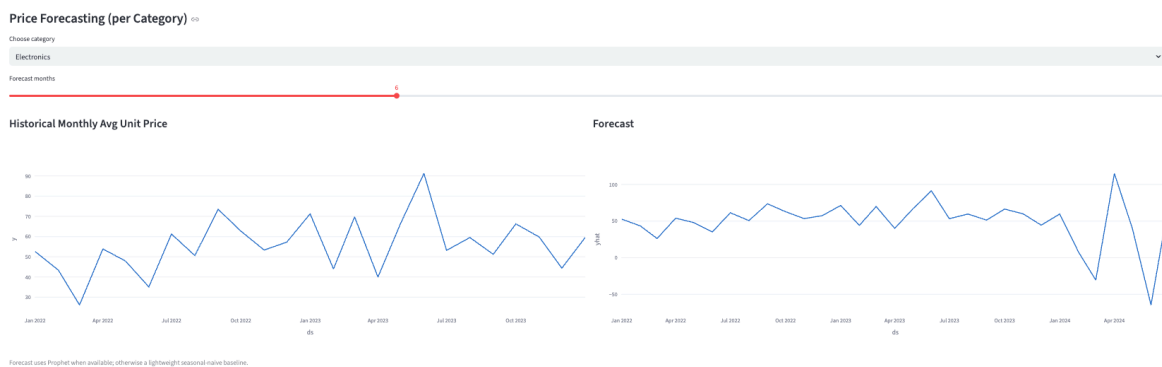 Price Forecasting (per Category)
Choose category
Electronics
Forecast months
6
Historical Monthly Avg Unit Price
Forecast
90
80
70
60
50
40
30
y
Jan 2022 Apr 2022 Jul 2022 Oct 2022 Jan 2023 Apr 2023 Jul 2023 Oct 2023
ds
100
50
0
−50
yhat
Jan 2022 Apr 2022 Jul 2022 Oct 2022 Jan 2023 Apr 2023 Jul 2023 Oct 2023 Jan 2024 Apr 2024
ds
Forecast uses Prophet when available; otherwise a lightweight seasonal-naive baseline.